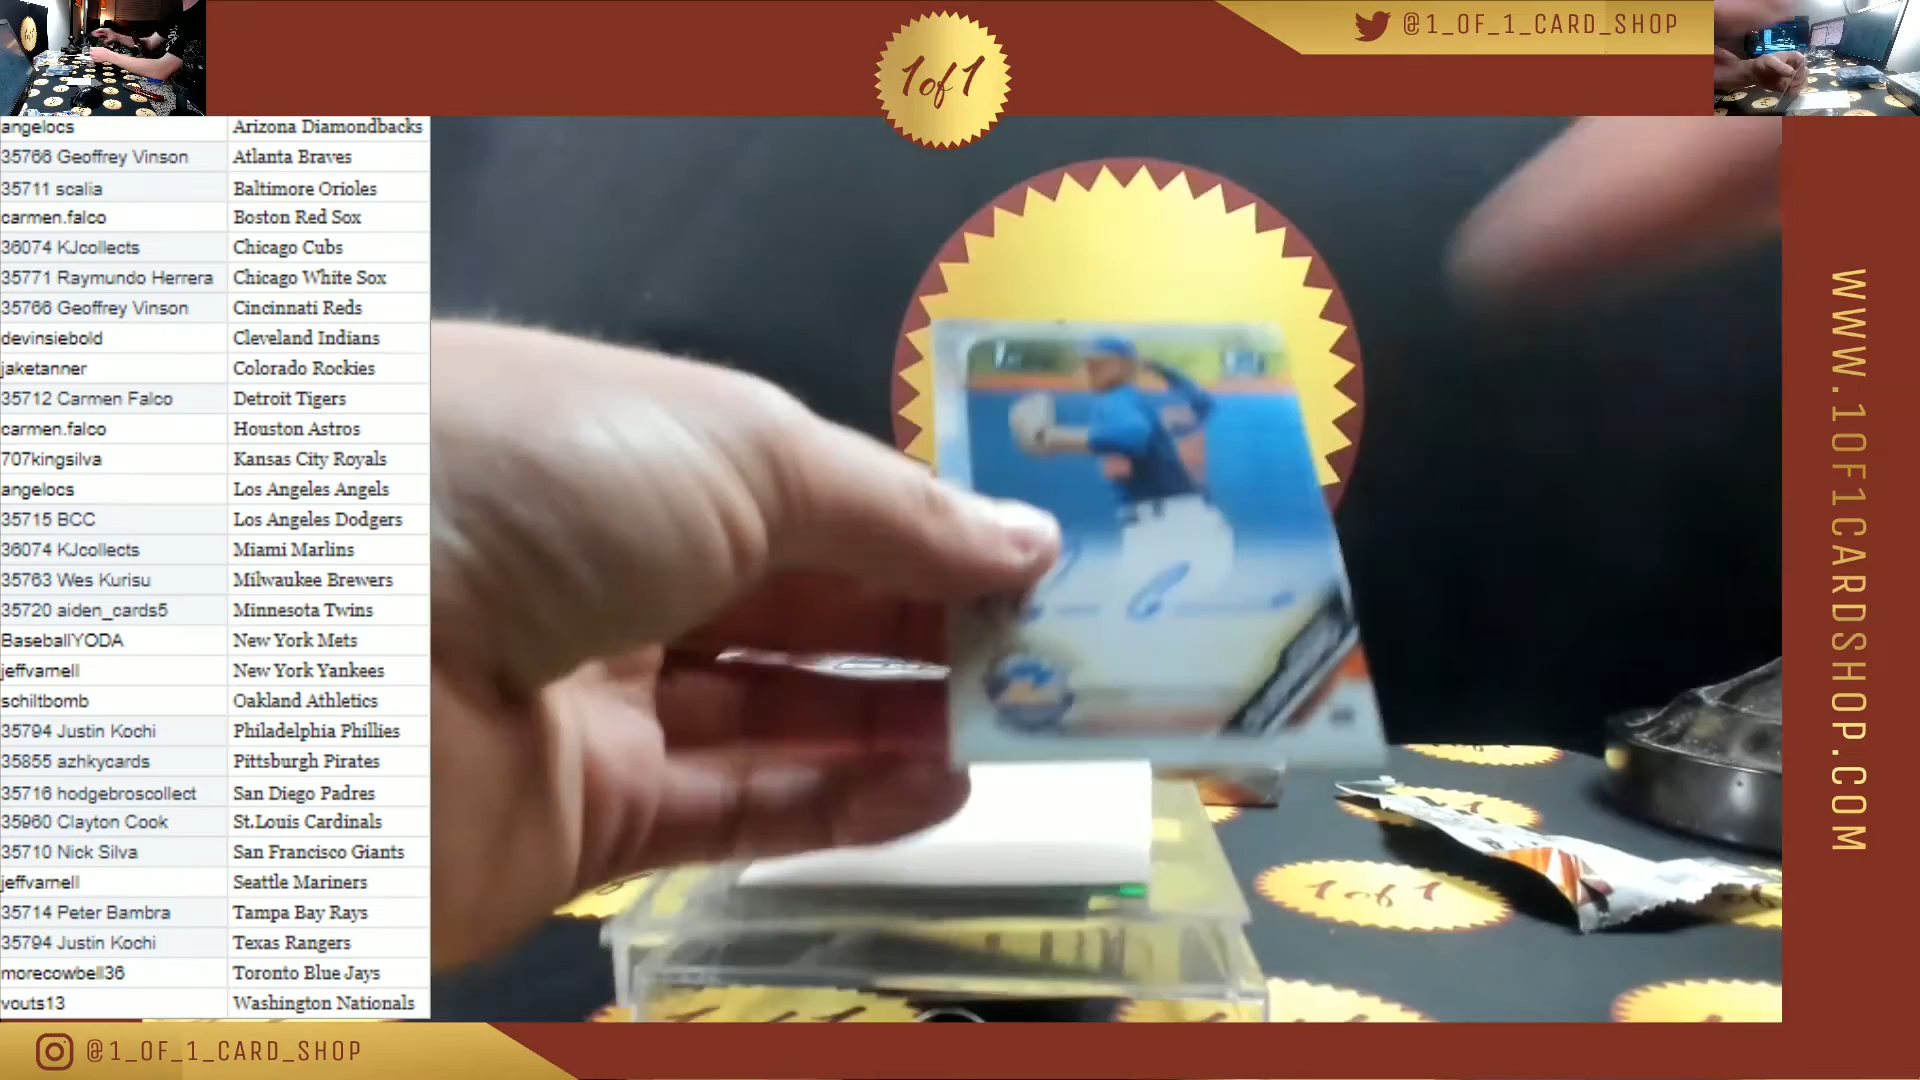 1of1
@1_OF_1_CARD_SHOP
angelocs Arizona Diamondbacks
35766 Geoffrey Vinson Atlanta Braves
35711 scalia Baltimore Orioles
carmen.falco Boston Red Sox
36074 KJcollects Chicago Cubs
35771 Raymundo Herrera Chicago White Sox
35766 Geoffrey Vinson Cincinnati Reds
devinsiebold Cleveland Indians
jaketanner Colorado Rockies
35712 Carmen Falco Detroit Tigers
carmen.falco Houston Astros
707kingsilva Kansas City Royals
angelocs Los Angeles Angels
35715 BCC Los Angeles Dodgers
36074 KJcollects Miami Marlins
35763 Wes Kurisu Milwaukee Brewers
35720 aiden_cards5 Minnesota Twins
BaseballYODA New York Mets
jeffvarnell New York Yankees
schiltbomb Oakland Athletics
35794 Justin Kochi Philadelphia Phillies
35855 azhkycards Pittsburgh Pirates
35716 hodgebroscollect San Diego Padres
35960 Clayton Cook St.Louis Cardinals
35710 Nick Silva San Francisco Giants
jeffvarnell Seattle Mariners
35714 Peter Bambra Tampa Bay Rays
35794 Justin Kochi Texas Rangers
morecowbell36 Toronto Blue Jays
vouts13 Washington Nationals
1of1
WWW.1OF1CARDSHOP.COM
@1_OF_1_CARD_SHOP